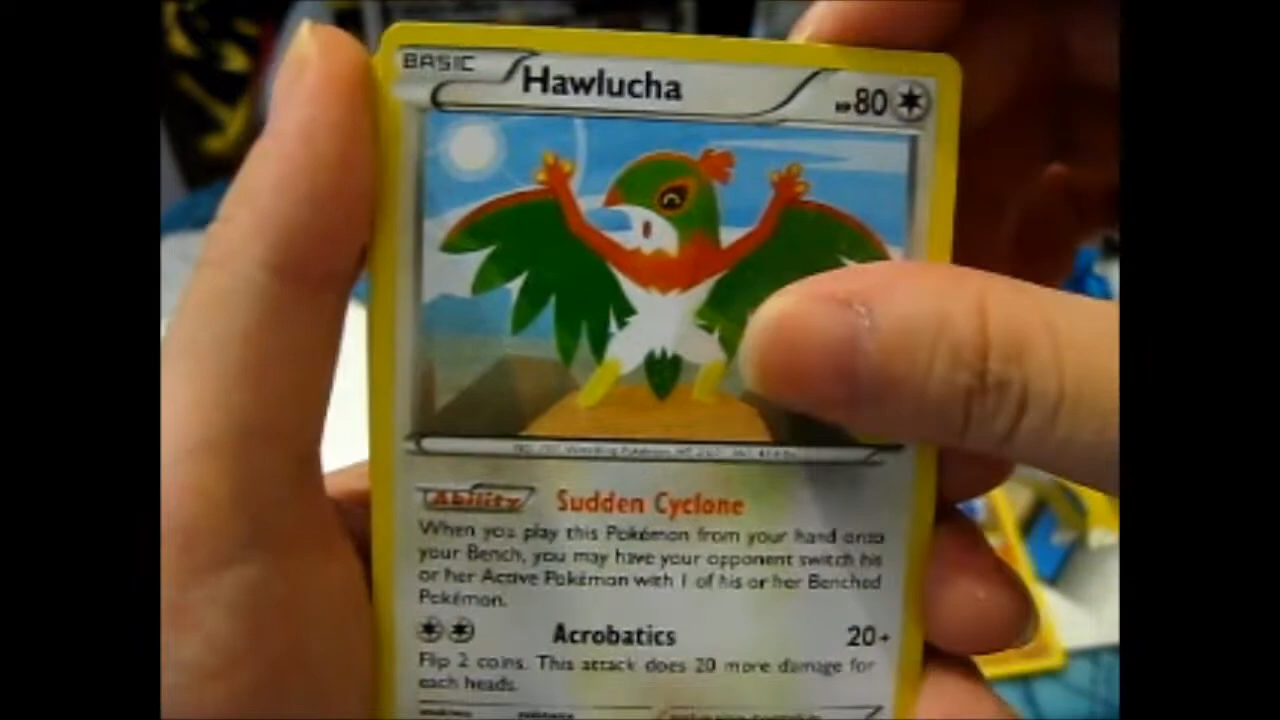 BASIC
Hawlucha
HP80
Ability
Sudden Cyclone
When you play this Pokémon from your hand onto
your Bench, you may have your opponent switch his
or her Active Pokémon with 1 of his or her Benched
Pokémon.
Acrobatics
20+
Flip 2 coins. This attack does 20 more damage for
each heads.